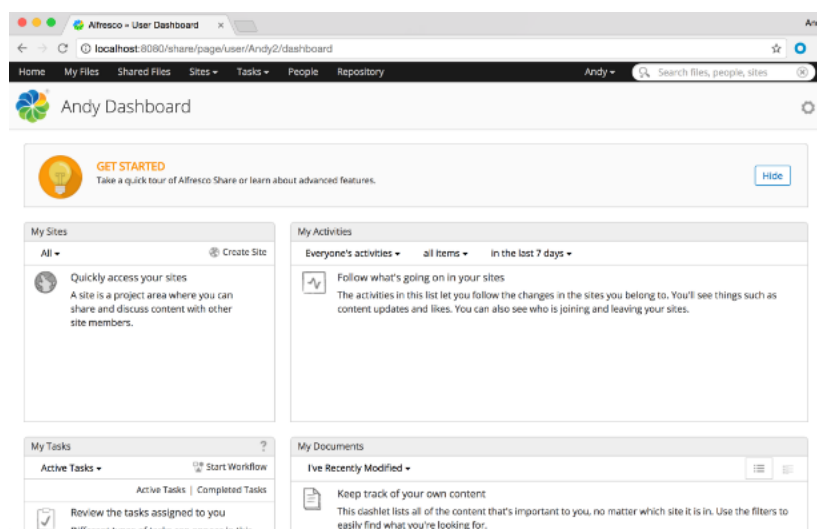 Alfresco » User Dashboard
localhost:8080/share/page/user/Andy2/dashboard
Home My Files Shared Files Sites Tasks People Repository Andy Search files, people, sites
Andy Dashboard
GET STARTED
Take a quick tour of Alfresco Share or learn about advanced features.
Hide
My Sites
All Create Site
Quickly access your sites
A site is a project area where you can
share and discuss content with other
site members.
My Activities
Everyone's activities all items in the last 7 days
Follow what's going on in your sites
The activities in this list let you follow the changes in the sites you belong to. You'll see things such as
content updates and likes. You can also see who is joining and leaving your sites.
My Tasks ?
Active Tasks Start Workflow
Active Tasks | Completed Tasks
Review the tasks assigned to you
My Documents
I've Recently Modified
Keep track of your own content
This dashlet lists all of the content that's important to you, no matter which site it is in. Use the filters to
easily find what you're looking for.